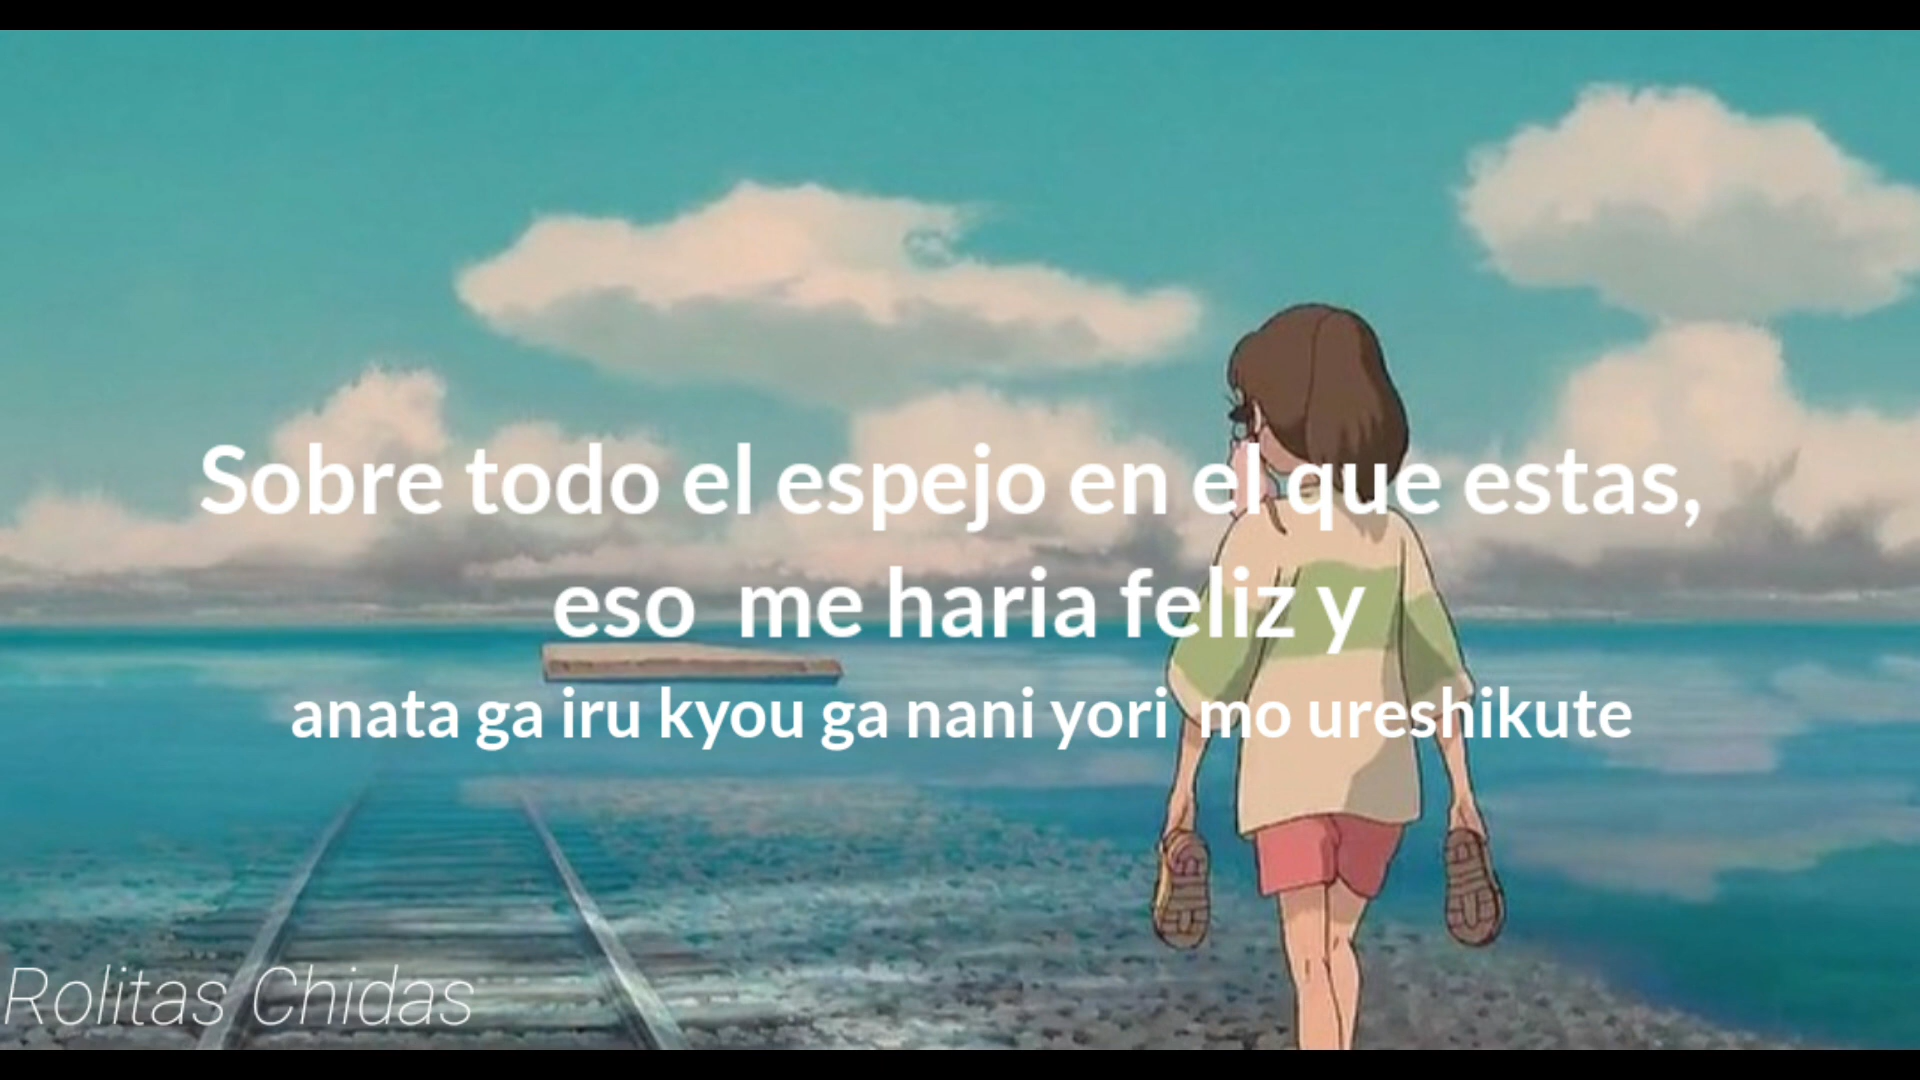 Sobre todo el espejo en el que estas,
eso  me haria feliz y
anata ga iru kyou ga nani yori mo ureshikute
Rolitas Chidas